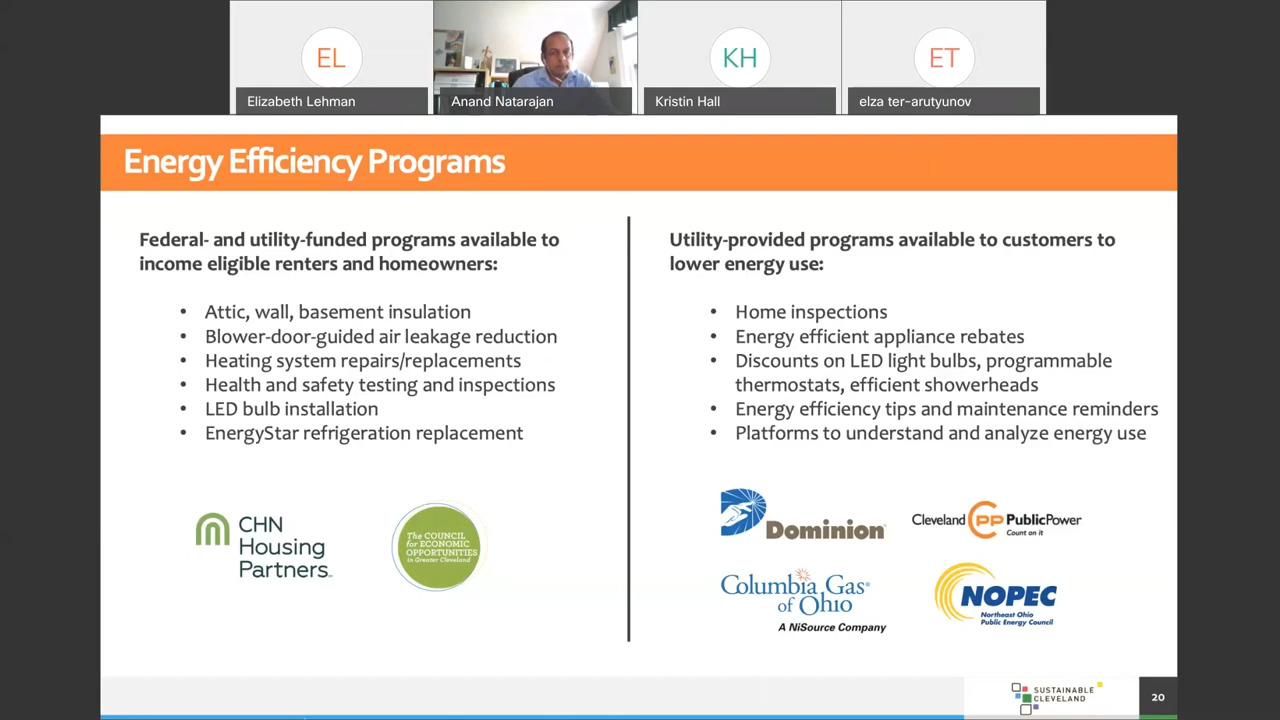 EL
KH
ET
Elizabeth Lehman
Anand Natarajan
Kristin Hall
elza ter-arutyunov
Energy Efficiency Programs
Federal- and utility-funded programs available to
income eligible renters and homeowners:
• Attic, wall, basement insulation
• Blower-door-guided air leakage reduction
• Heating system repairs/replacements
• Health and safety testing and inspections
• LED bulb installation
• EnergyStar refrigeration replacement
CHN
Housing
Partners
The COUNCIL
for ECONOMIC
OPPORTUNITIES
in Greater Cleveland
Utility-provided programs available to customers to
lower energy use:
• Home inspections
• Energy efficient appliance rebates
• Discounts on LED light bulbs, programmable
thermostats, efficient showerheads
• Energy efficiency tips and maintenance reminders
• Platforms to understand and analyze energy use
Dominion
Cleveland CPP PublicPower
Count on it
Columbia Gas®
of Ohio
A NiSource Company
NOPEC
Northeast Ohio
Public Energy Council
SUSTAINABLE
CLEVELAND
20